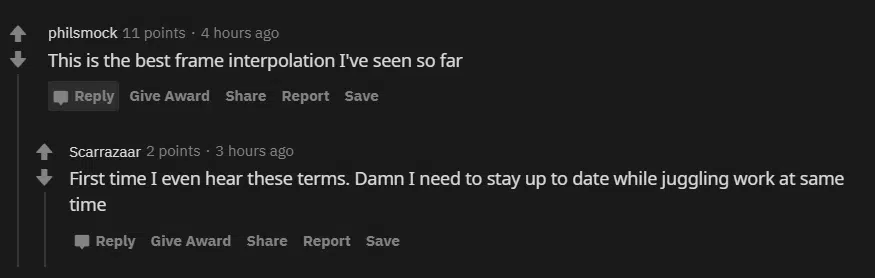 philsmock 11 points · 4 hours ago
This is the best frame interpolation I've seen so far
Reply Give Award Share Report Save
Scarrazaar 2 points · 3 hours ago
First time I even hear these terms. Damn I need to stay up to date while juggling work at same
time
Reply Give Award Share Report Save